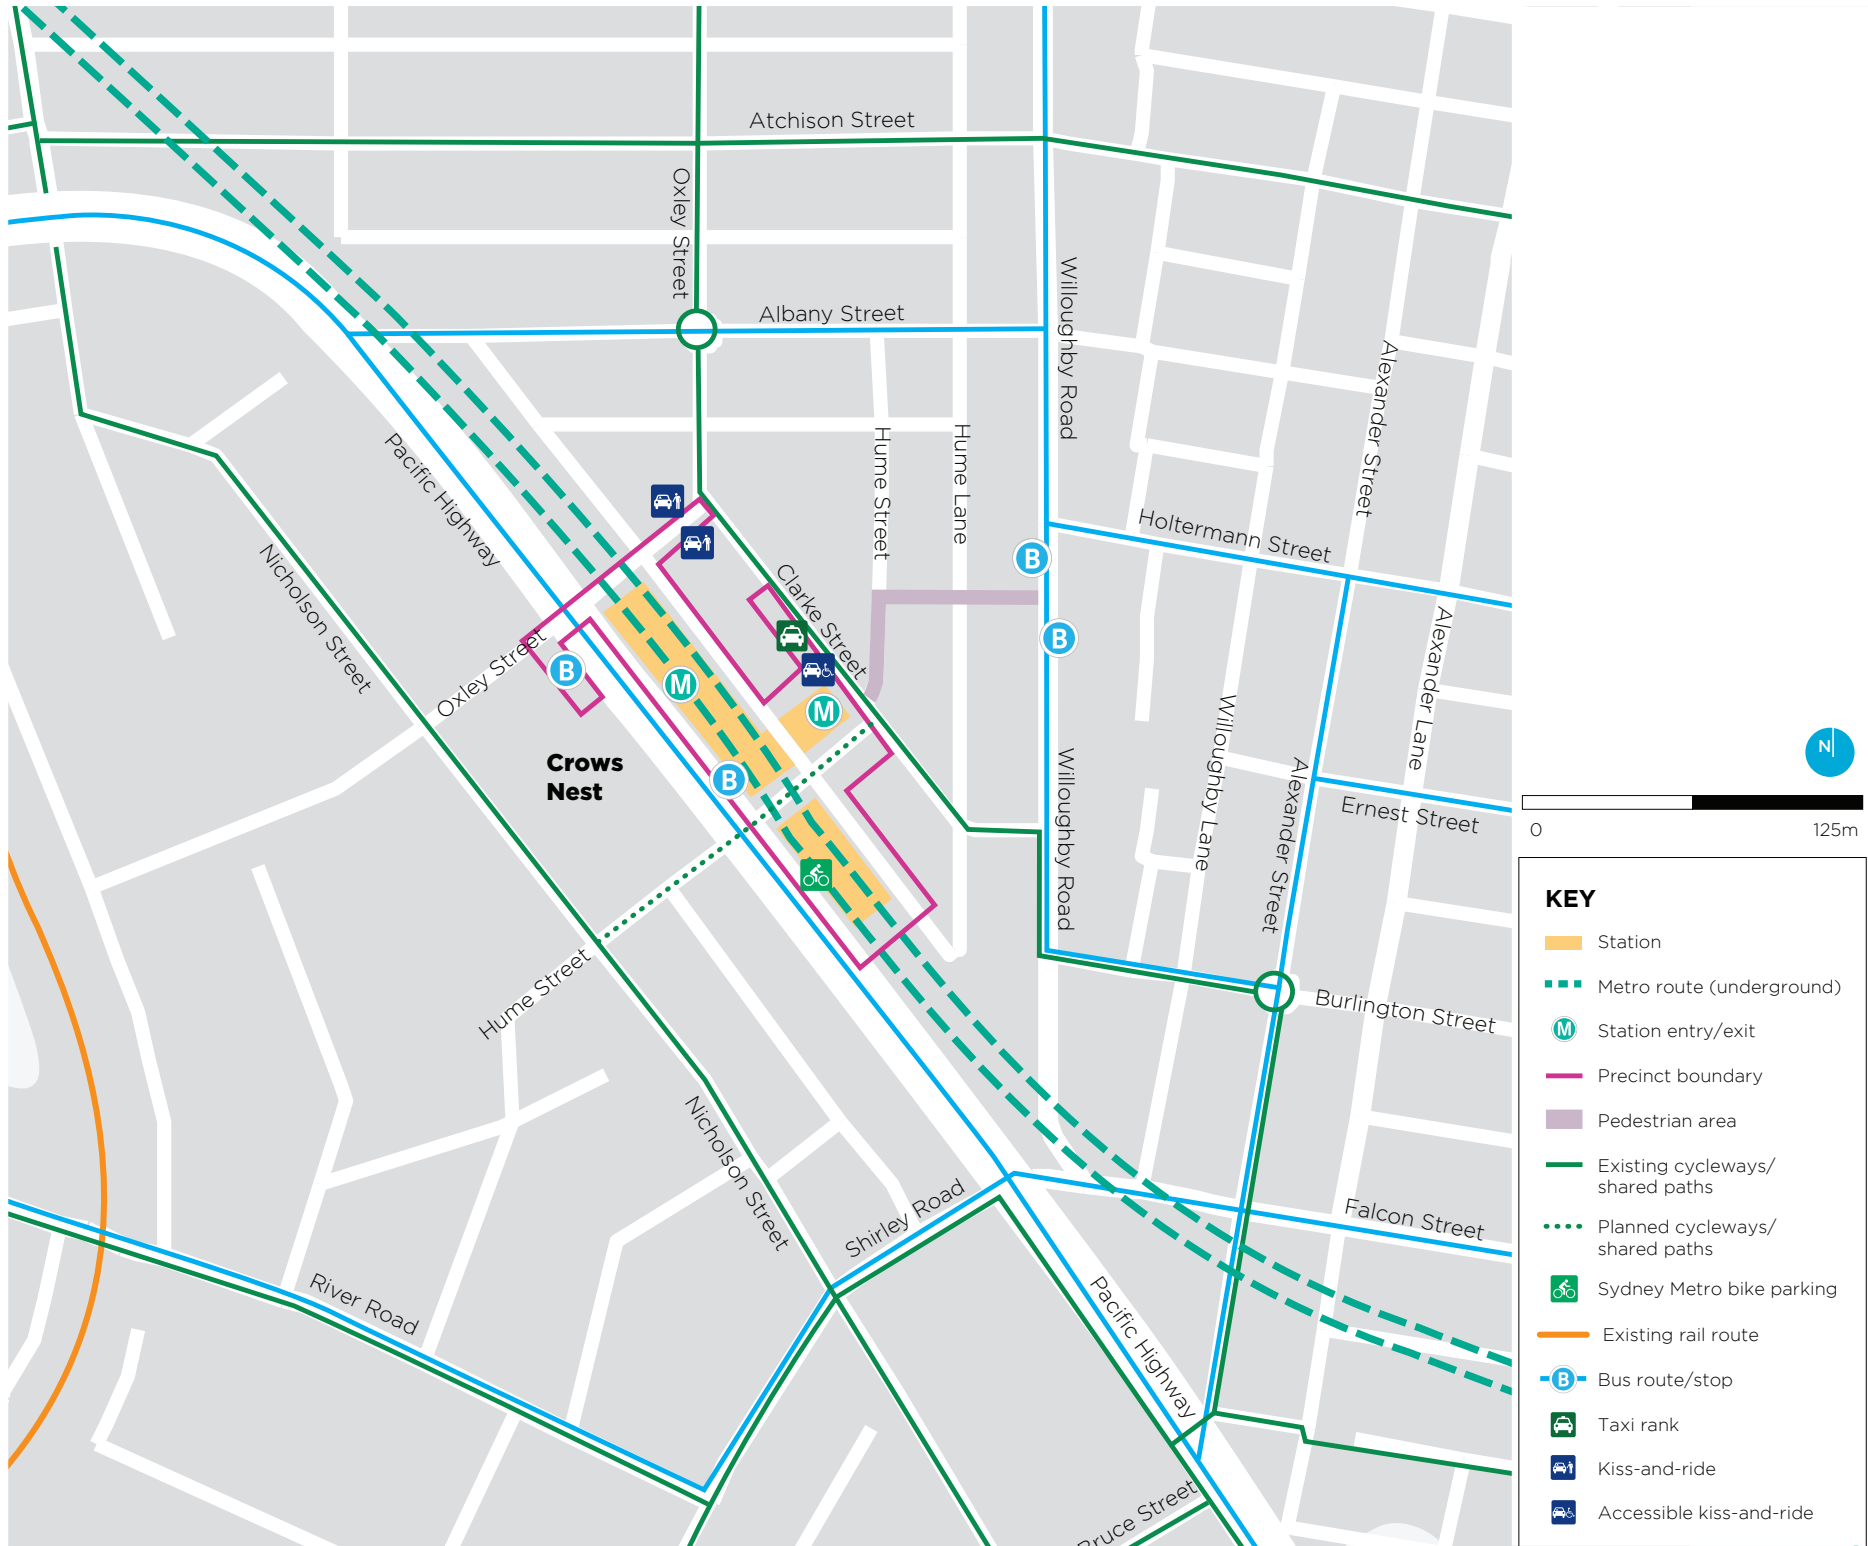 Atchison Street
Oxley Street
Albany Street
Willoughby Road
Alexander Street
Pacific Highway
Hume Street
Hume Lane
Holtermann Street
B
Nicholson Street
Clarke Street
Oxley Street
B
B
M
M
Alexander Lane
Willoughby Lane
Crows
Nest
B
Willoughby Road
Alexander Street
Ernest Street
N
0
125m
Hume Street
Burlington Street
Nicholson Street
Shirley Road
Falcon Street
River Road
Pacific Highway
Bruce Street
KEY
Station
Metro route (underground)
M
Station entry/exit
Precinct boundary
Pedestrian area
Existing cycleways/
shared paths
Planned cycleways/
shared paths
Sydney Metro bike parking
Existing rail route
B
Bus route/stop
Taxi rank
Kiss-and-ride
Accessible kiss-and-ride